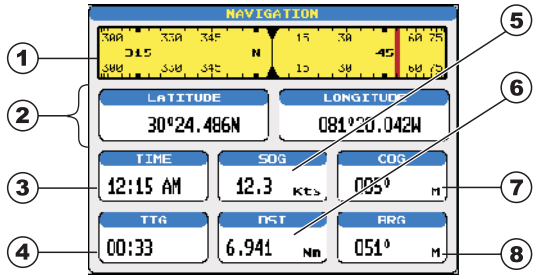 NAVIGATION
300 330 345 15 30 60 75
315 N 45
300 330 345 15 30 60 75
LATITUDE LONGITUDE
30°24.486N 081°20.042W
TIME SOG COG
12:15 AM 12.3 Kts 005° M
TTG DST BRG
00:33 6.941 Nm 051° M
1
2
3
4
5
6
7
8